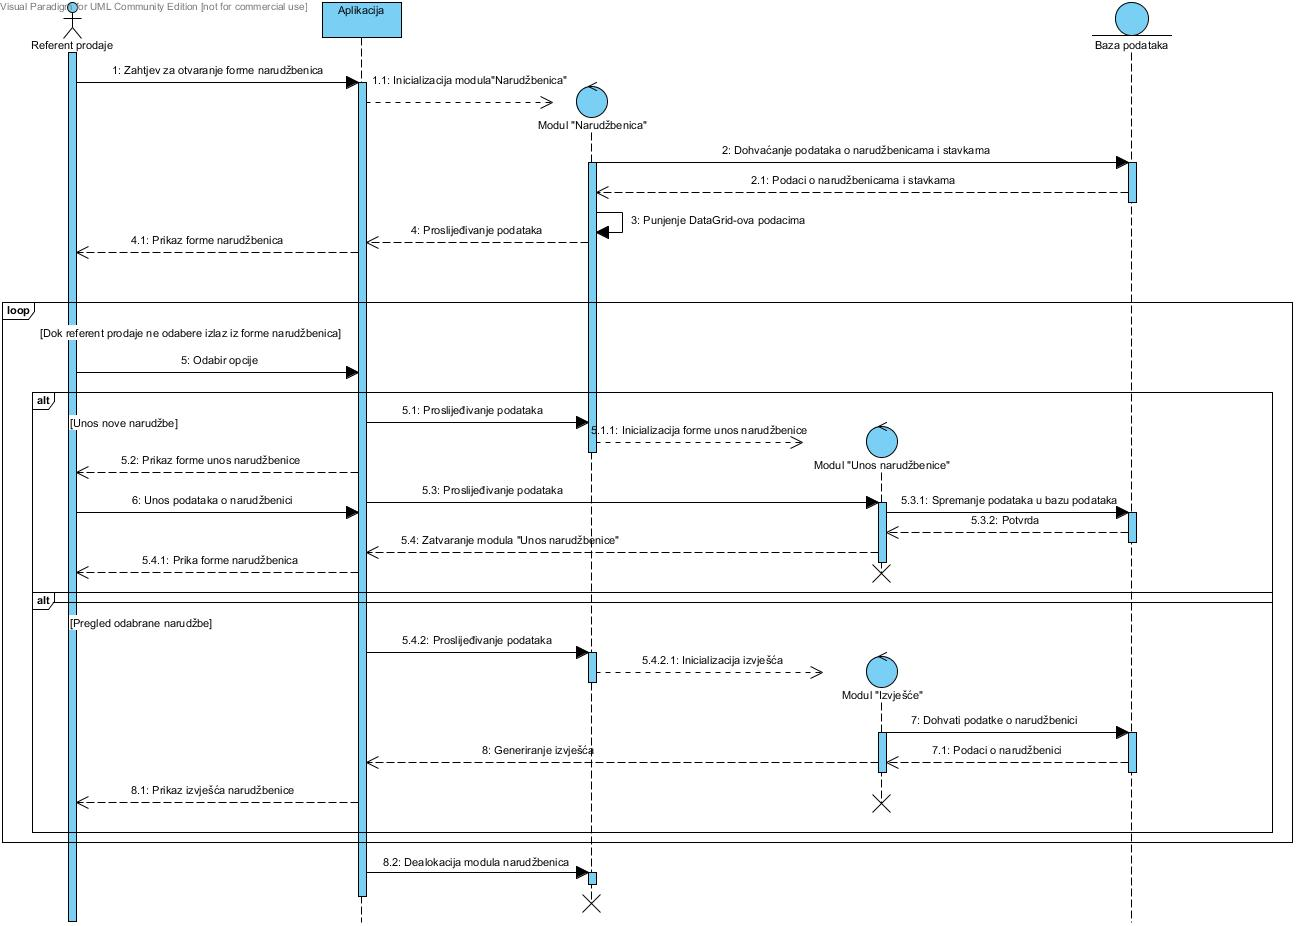 Visual Paradigm for UML Community Edition [not for commercial use]
Referent prodaje
Aplikacija
Baza podataka
1: Zahtjev za otvaranje forme narudžbenica
1.1: Inicializacija modula"Narudžbenica"
Modul "Narudžbenica"
2: Dohvaćanje podataka o narudžbenicama i stavkama
2.1: Podaci o narudžbenicama i stavkama
3: Punjenje DataGrid-ova podacima
4: Proslijeđivanje podataka
4.1: Prikaz forme narudžbenica
loop
[Dok referent prodaje ne odabere izlaz iz forme narudžbenica]
5: Odabir opcije
alt
5.1: Proslijeđivanje podataka
[Unos nove narudžbe]
5.1.1: Inicializacija forme unos narudžbenice
5.2: Prikaz forme unos narudžbenice
Modul "Unos narudžbenice"
5.3: Proslijeđivanje podataka
6: Unos podataka o narudžbenici
5.3.1: Spremanje podataka u bazu podataka
5.3.2: Potvrda
5.4: Zatvaranje modula "Unos narudžbenice"
5.4.1: Prika forme narudžbenica
alt
[Pregled odabrane narudžbe]
5.4.2: Proslijeđivanje podataka
5.4.2.1: Inicializacija izvješća
Modul "Izvješće"
7: Dohvati podatke o narudžbenici
8: Generiranje izvješća
7.1: Podaci o narudžbenici
8.1: Prikaz izvješća narudžbenice
8.2: Dealokacija modula narudžbenica